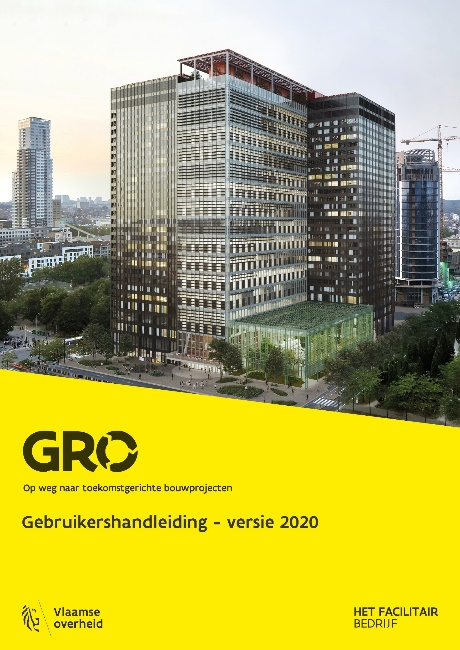 GRO
Op weg naar toekomstgerichte bouwprojecten
Gebruikershandleiding - versie 2020
Vlaamse
overheid
HET FACILITAIR
BEDRIJF